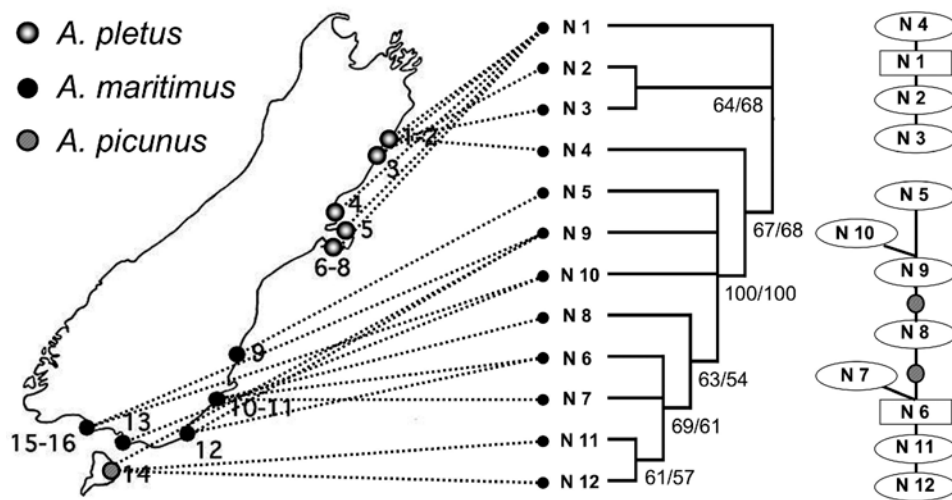 A. pletus
A. maritimus
A. picunus
1-2
3
4
5
6-8
9
10-11
12
13
14
15-16
N 1
N 2
N 3
N 4
N 5
N 9
N 10
N 8
N 6
N 7
N 11
N 12
64/68
67/68
100/100
63/54
69/61
61/57
N 4
N 1
N 2
N 3
N 5
N 10
N 9
N 8
N 7
N 6
N 11
N 12